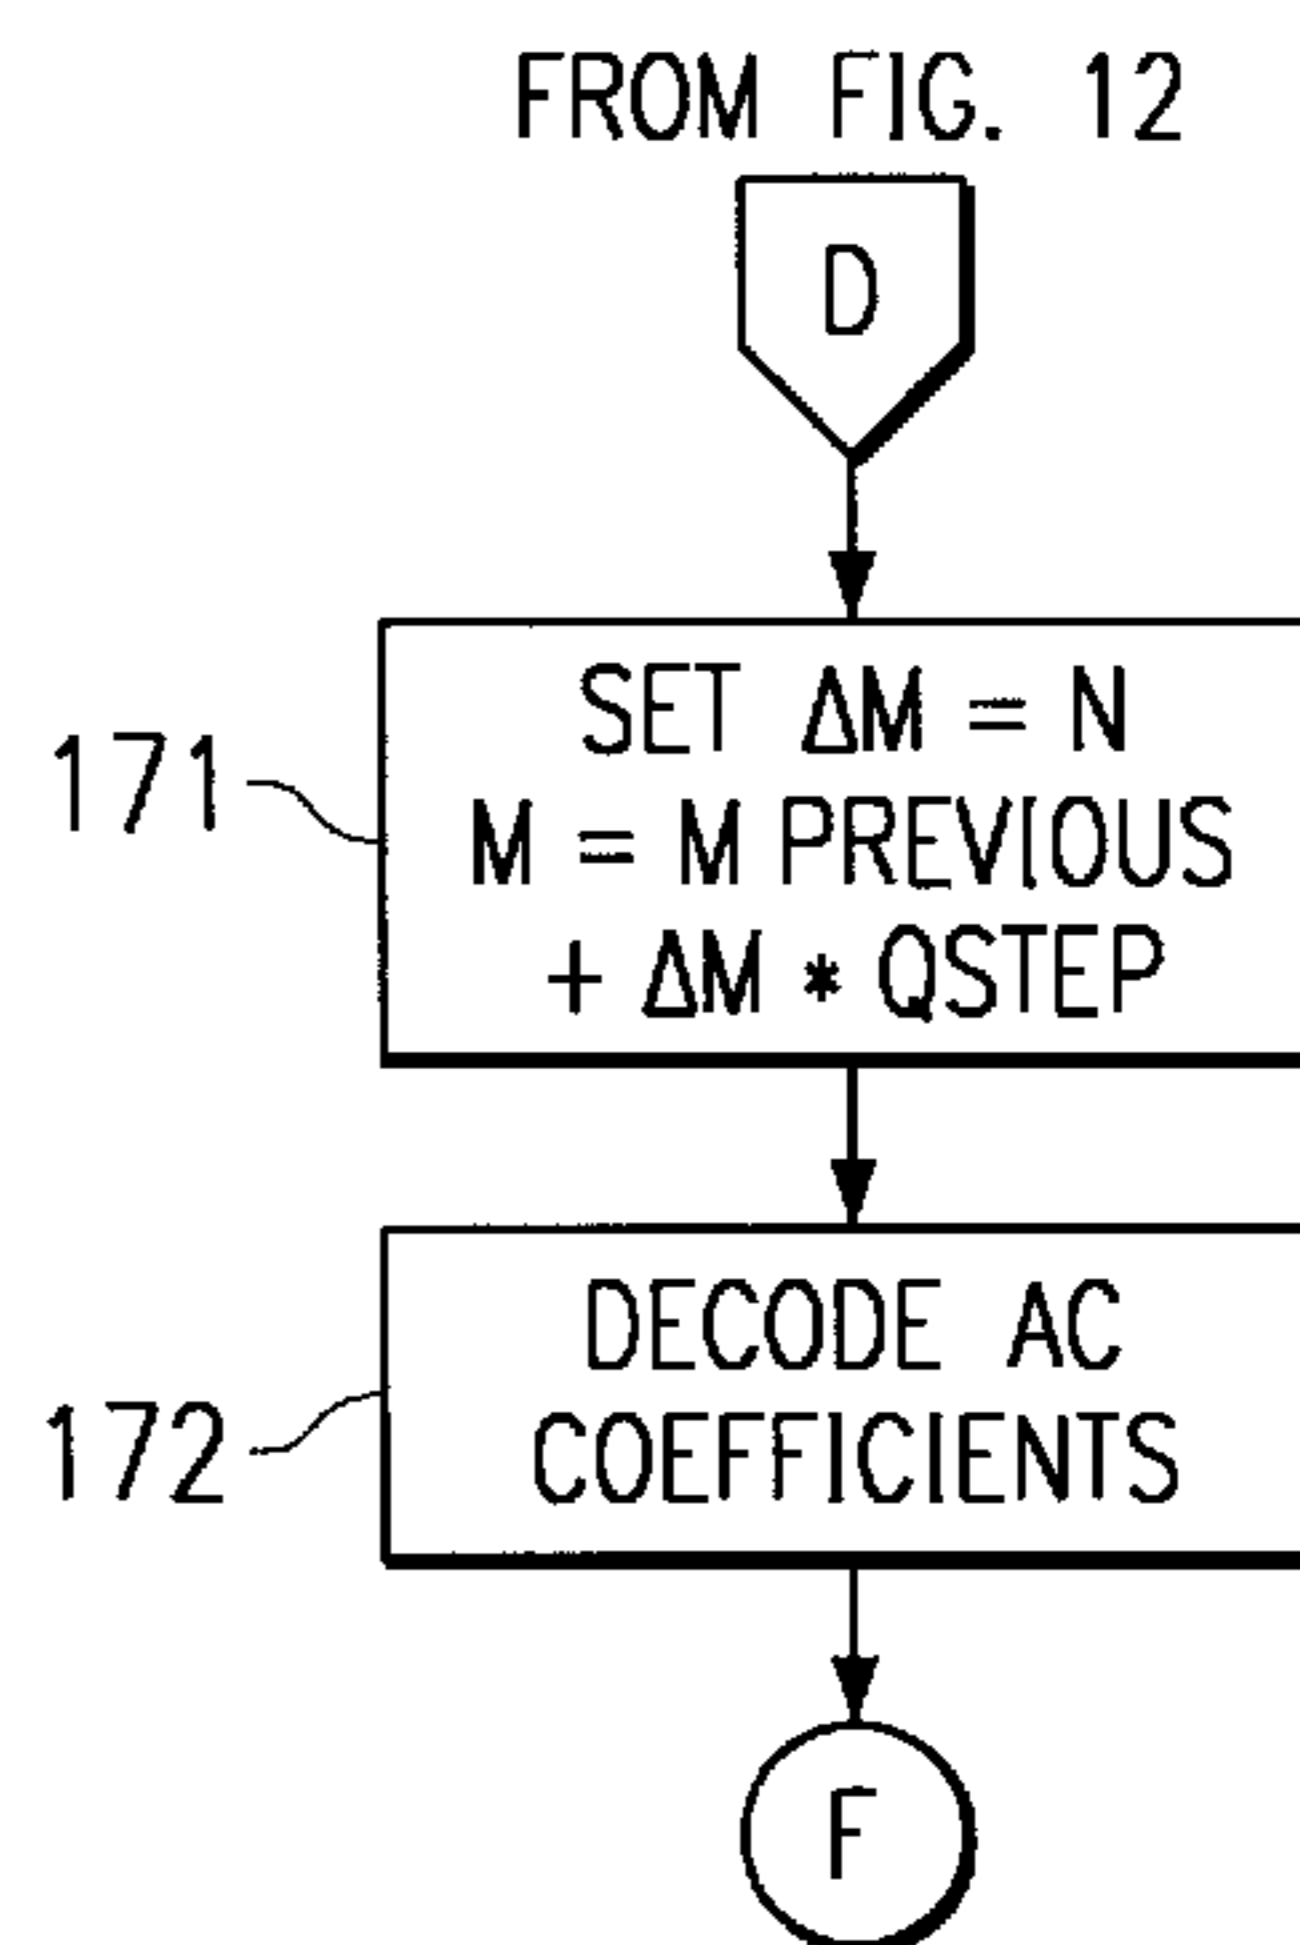 FROM FIG. 12
D
171
SET ΔM = N
M = M PREVIOUS
+ ΔM * QSTEP
172
DECODE AC
COEFFICIENTS
F